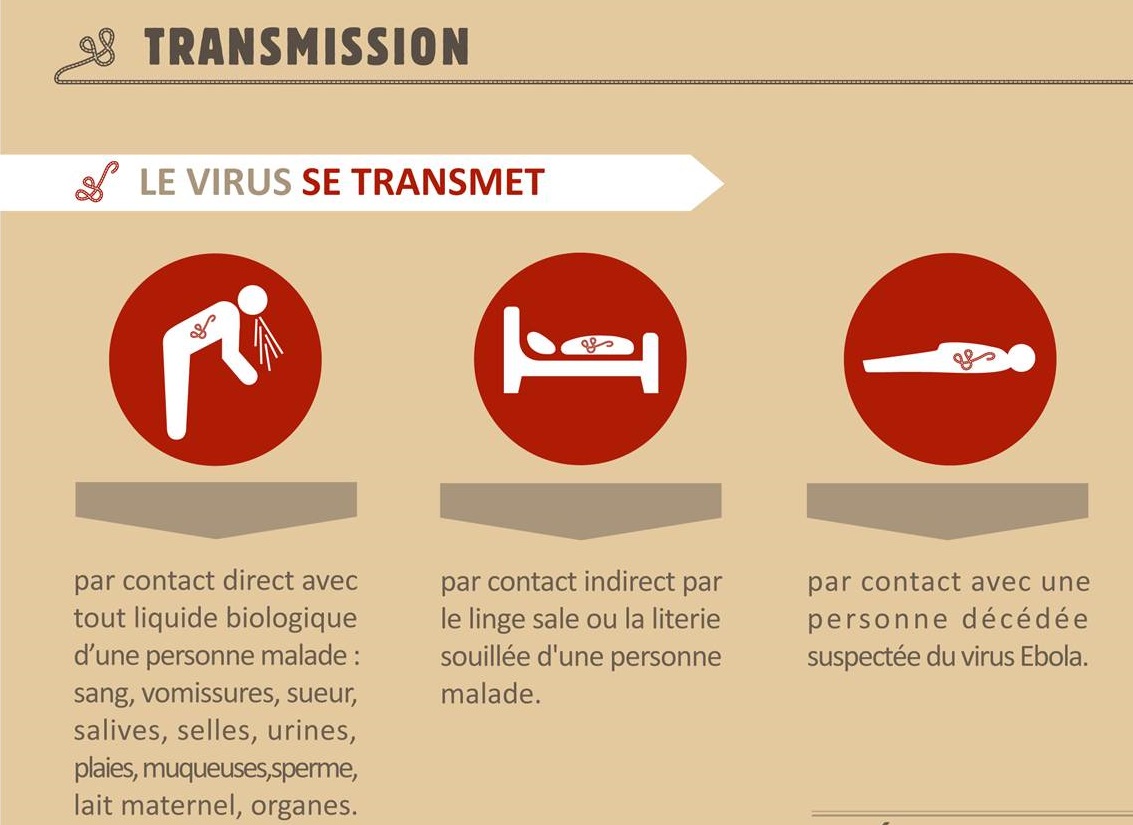 TRANSMISSION
LE VIRUS SE TRANSMET
par contact direct avec
tout liquide biologique
d’une personne malade :
sang, vomissures, sueur,
salives, selles, urines,
plaies, muqueuses,sperme,
lait maternel, organes.
par contact indirect par
le linge sale ou la literie
souillée d'une personne
malade.
par contact avec une
personne décédée
suspectée du virus Ebola.